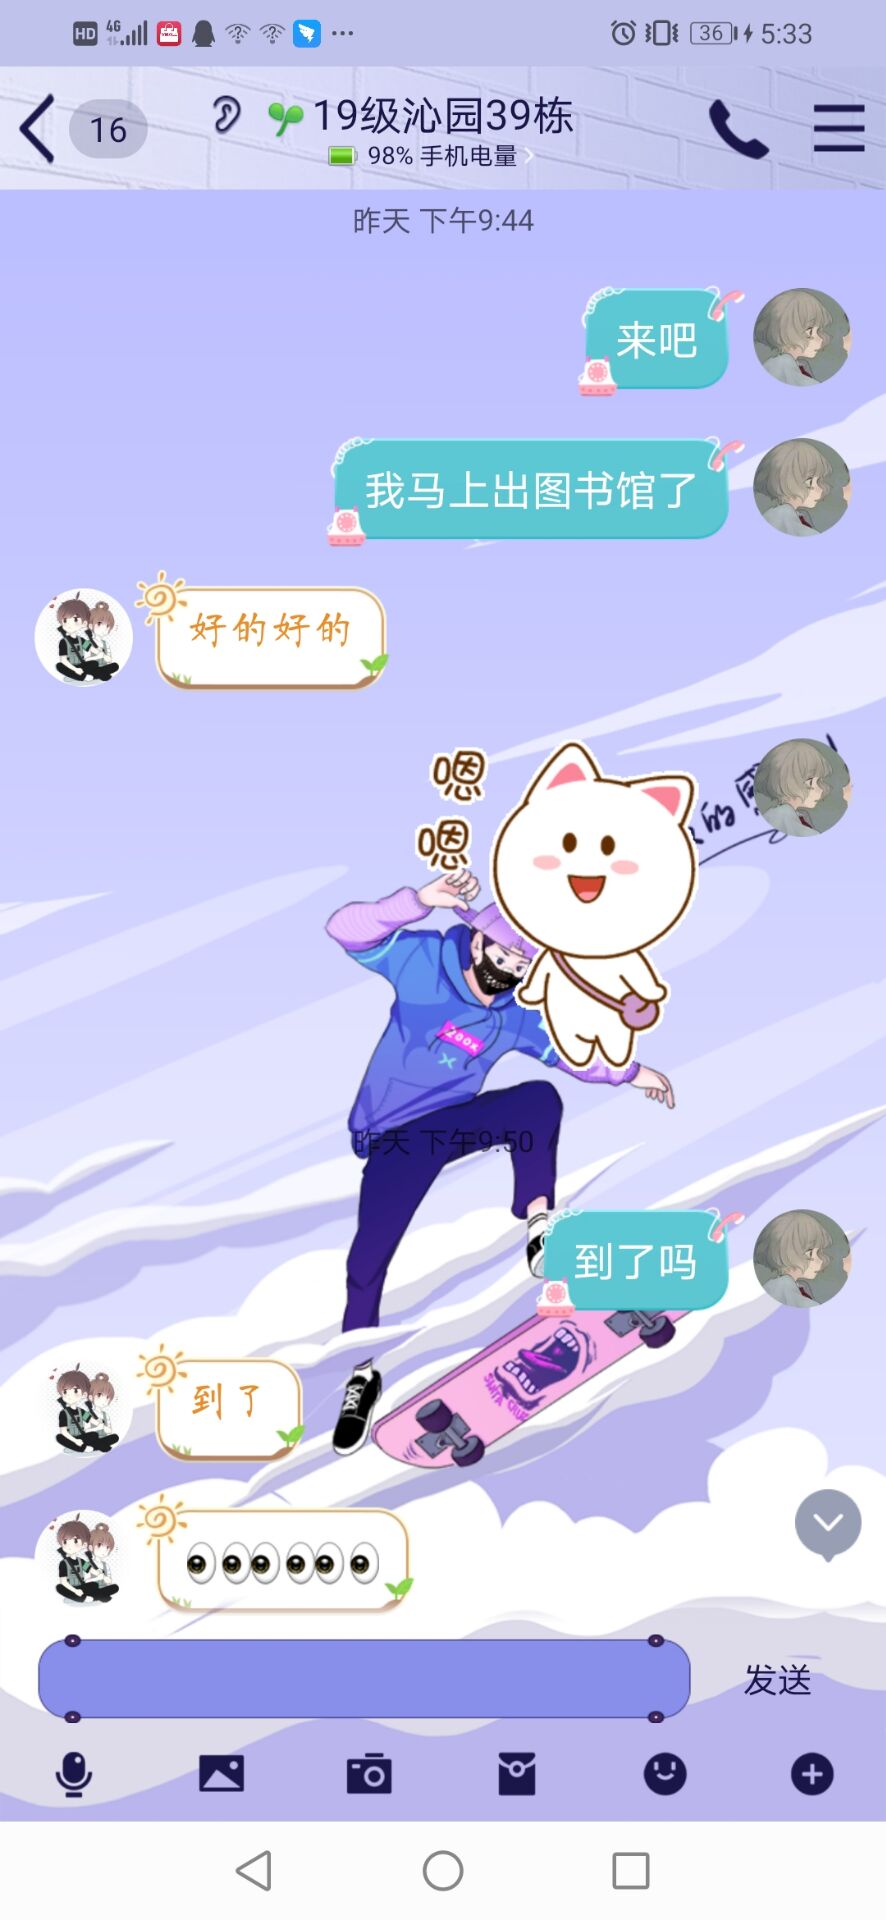 HD 4G 36 5:33
16
19级沁园39栋
98% 手机电量
昨天 下午9:44
来吧
我马上出图书馆了
好的好的
嗯
嗯
的
200x
昨天 下午9:50
到了吗
到了
发送